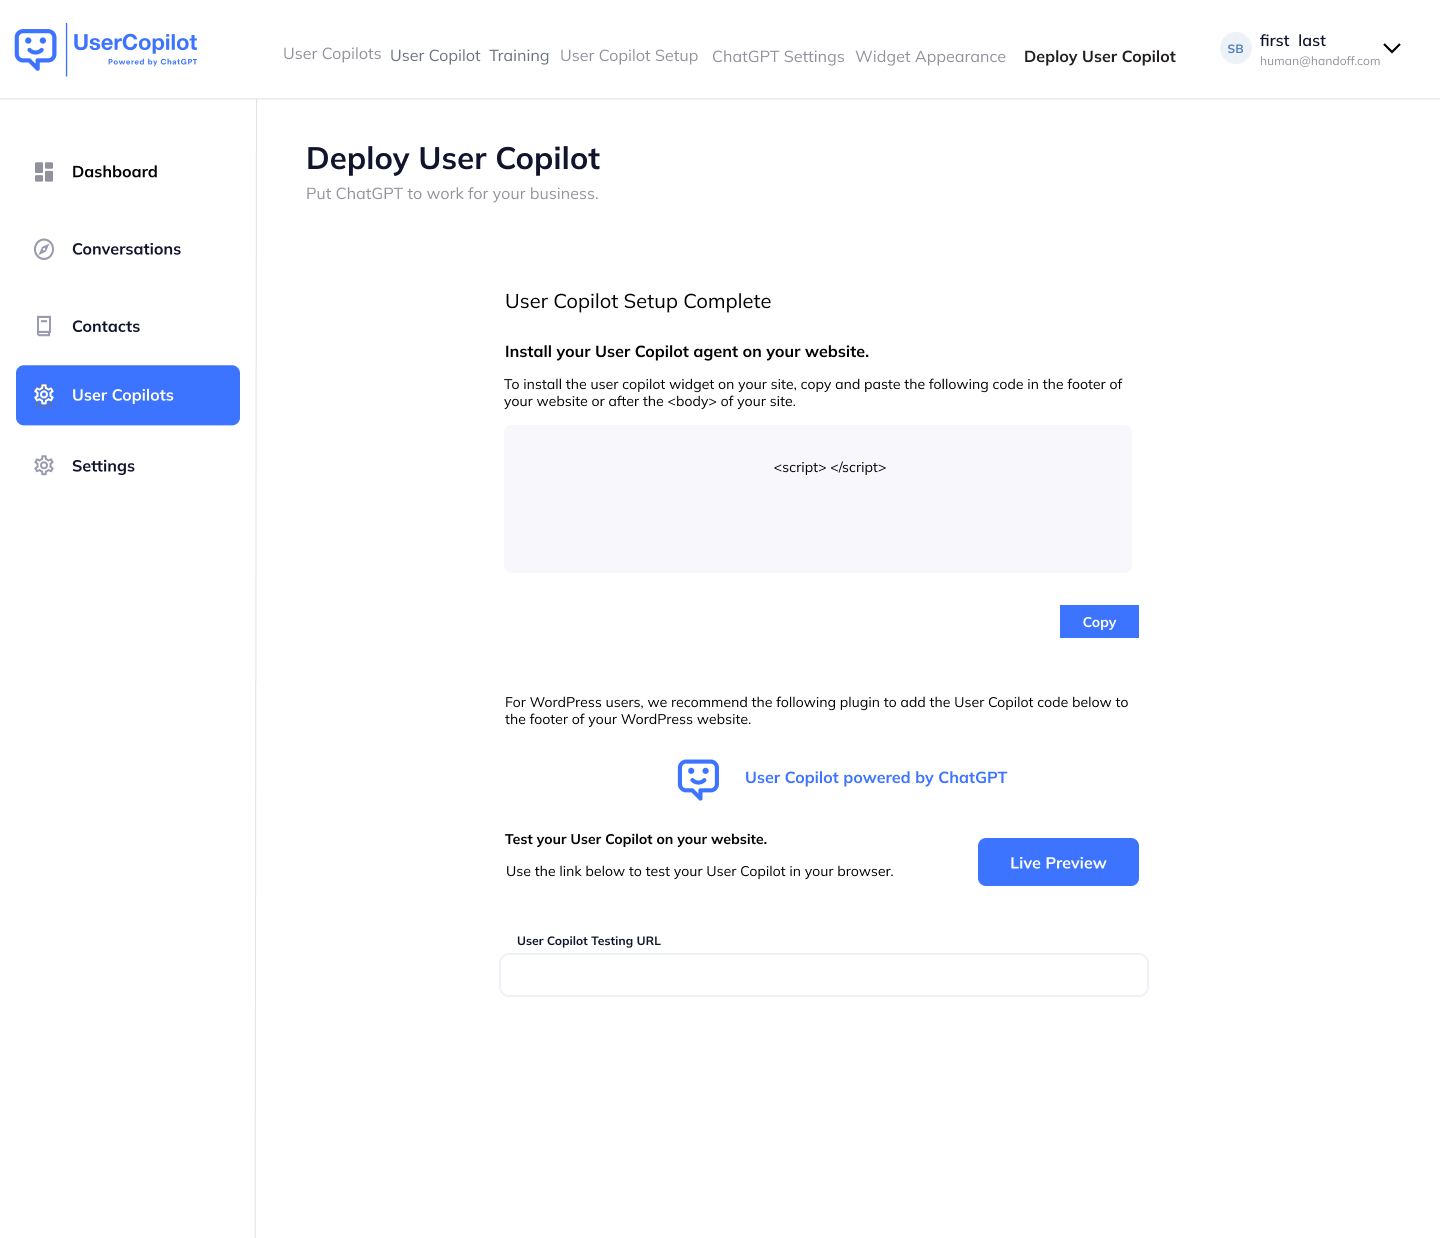 UserCopilot
Powered by ChatGPT
User Copilots User Copilot Training User Copilot Setup ChatGPT Settings Widget Appearance Deploy User Copilot
SB
first last
human@handoff.com
Dashboard
Conversations
Contacts
User Copilots
Settings
Deploy User Copilot
Put ChatGPT to work for your business.
User Copilot Setup Complete
Install your User Copilot agent on your website.
To install the user copilot widget on your site, copy and paste the following code in the footer of
your website or after the <body> of your site.
<script> </script>
Copy
For WordPress users, we recommend the following plugin to add the User Copilot code below to
the footer of your WordPress website.
User Copilot powered by ChatGPT
Test your User Copilot on your website.
Use the link below to test your User Copilot in your browser.
Live Preview
User Copilot Testing URL